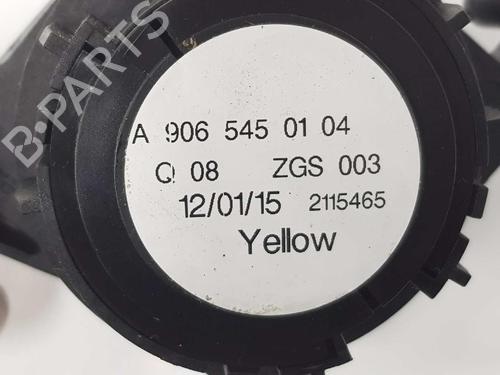 B-PARTS
A 906 545 01 04
Q 08 ZGS 003
12/01/15 2115465
Yellow